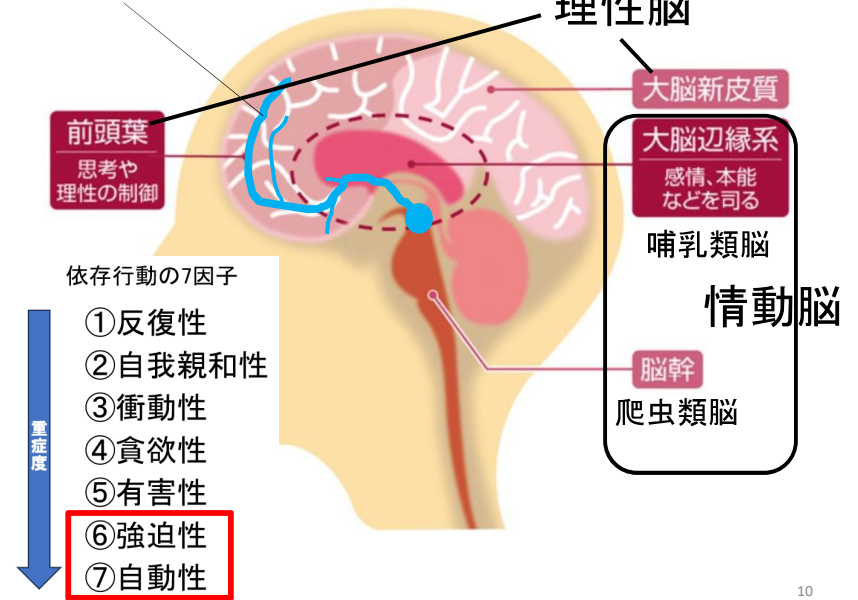 理性脳
大脳新皮質
前頭葉
思考や
理性の制御
大脳辺縁系
感情、本能
などを司る
哺乳類脳
情動脳
脳幹
爬虫類脳
依存行動の7因子
①反復性
②自我親和性
③衝動性
④貪欲性
⑤有害性
⑥強迫性
⑦自動性
重症度
10